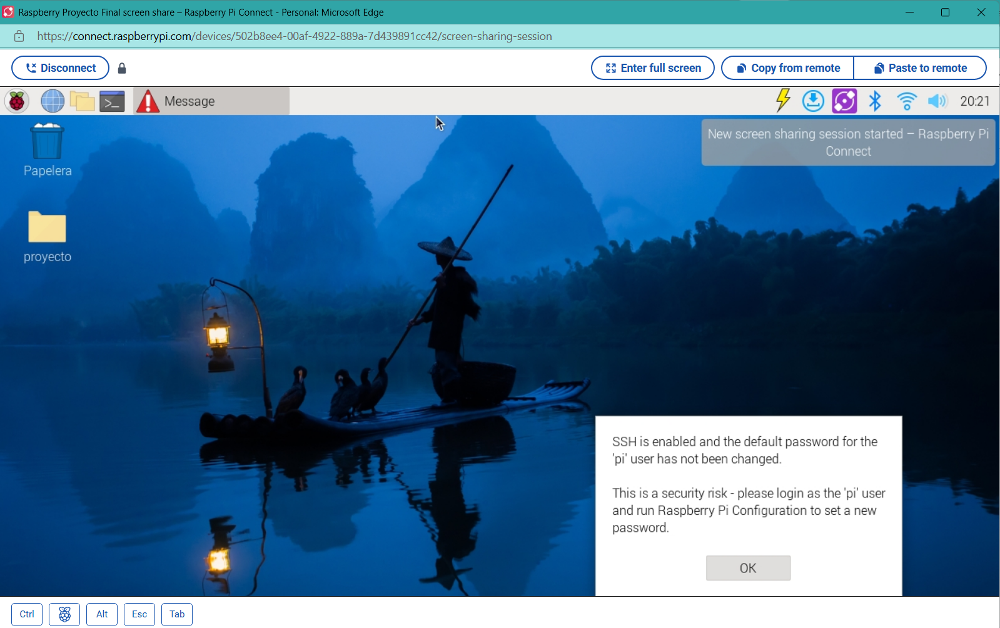 Raspberry Proyecto Final screen share – Raspberry Pi Connect - Personal: Microsoft Edge
https://connect.raspberrypi.com/devices/502b8ee4-00af-4922-889a-7d439891cc42/screen-sharing-session
Disconnect
Enter full screen
Copy from remote
Paste to remote
Message
20:21
New screen sharing session started – Raspberry Pi
Connect
Papelera
proyecto
SSH is enabled and the default password for the
'pi' user has not been changed.
This is a security risk - please login as the 'pi' user
and run Raspberry Pi Configuration to set a new
password.
OK
Ctrl
Alt
Esc
Tab